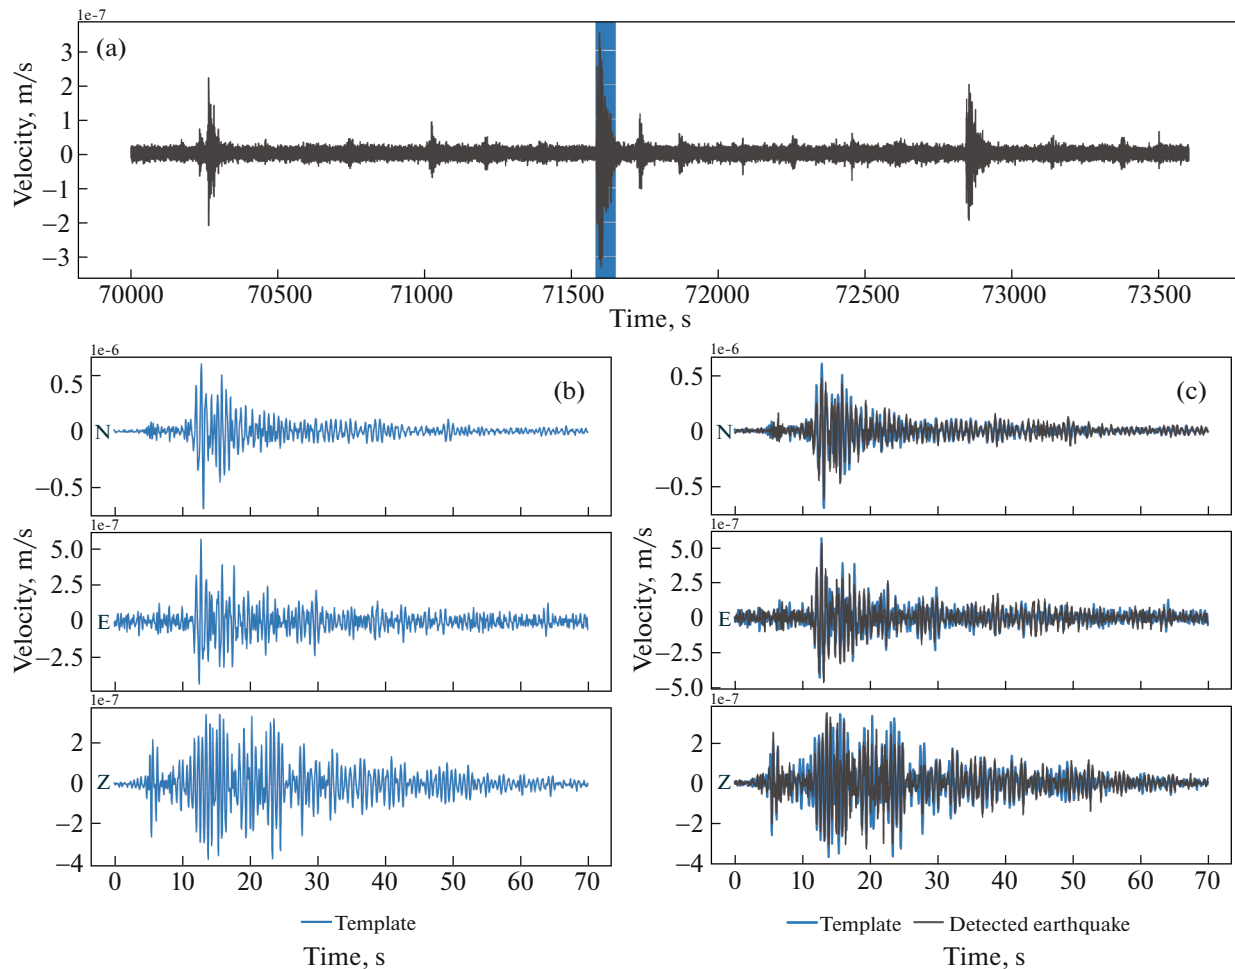 1e-7
(a)
Velocity, m/s
3
2
1
0
−1
−2
−3
70000 70500 71000 71500 72000 72500 73000 73500
Time, s
1e-6
(b)
0.5
N 0
−0.5
1e-7
Velocity, m/s
5.0
2.5
E 0
−2.5
1e-7
2
Z 0
−2
−4
0 10 20 30 40 50 60 70
Template
Time, s
1e-6
(c)
0.5
N 0
−0.5
1e-7
Velocity, m/s
5.0
2.5
E 0
−2.5
−5.0
1e-7
2
Z 0
−2
−4
0 10 20 30 40 50 60 70
Template Detected earthquake
Time, s